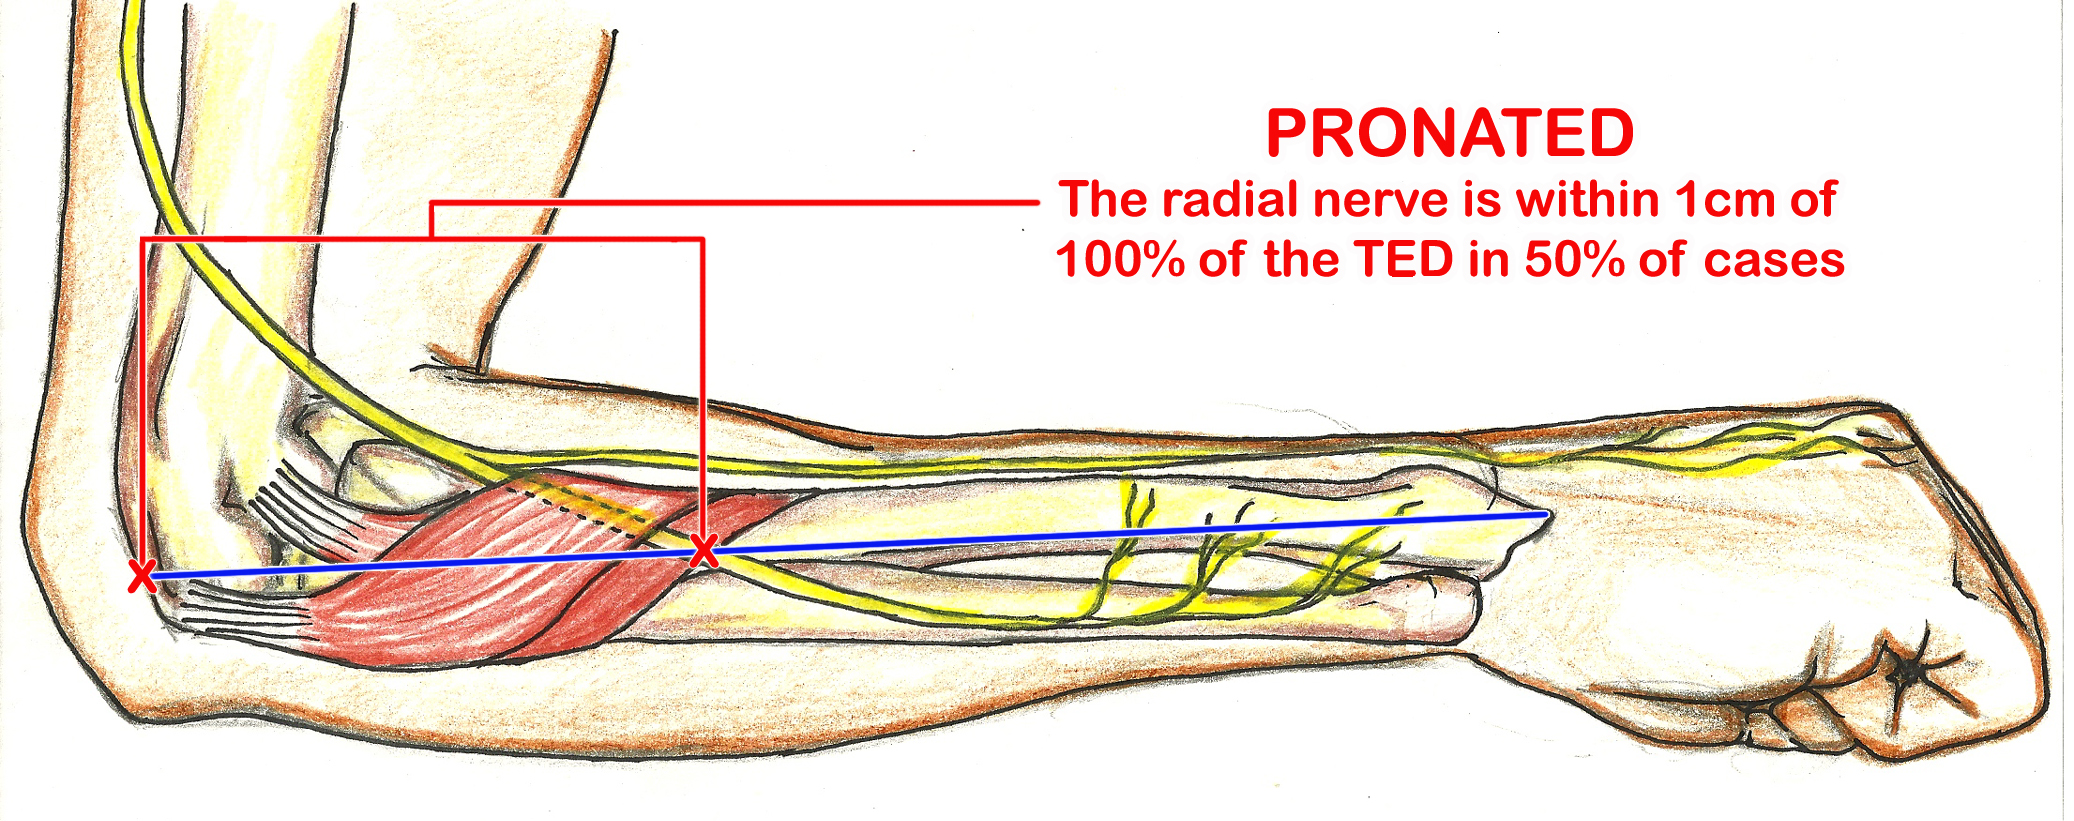 PRONATED
The radial nerve is within 1cm of
100% of the TED in 50% of cases
X
X